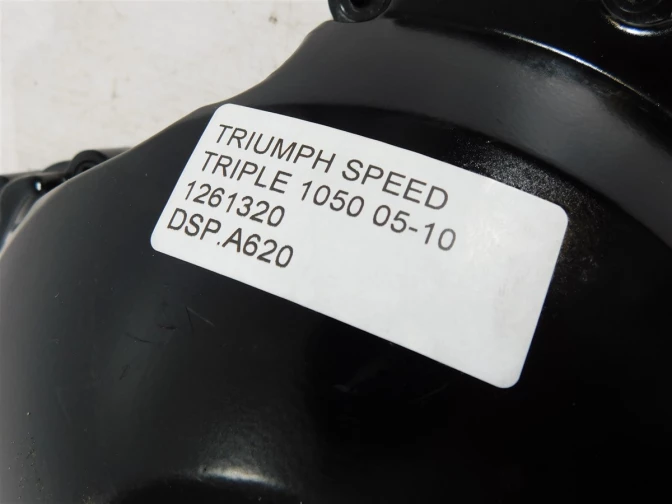 TRIUMPH SPEED
TRIPLE 1050 05-10
1261320
DSP.A620